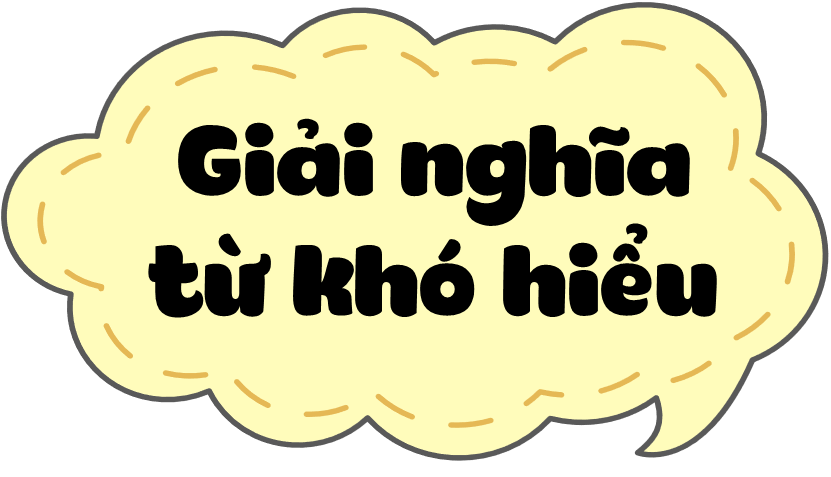 Giải nghĩa
từ khó hiểu